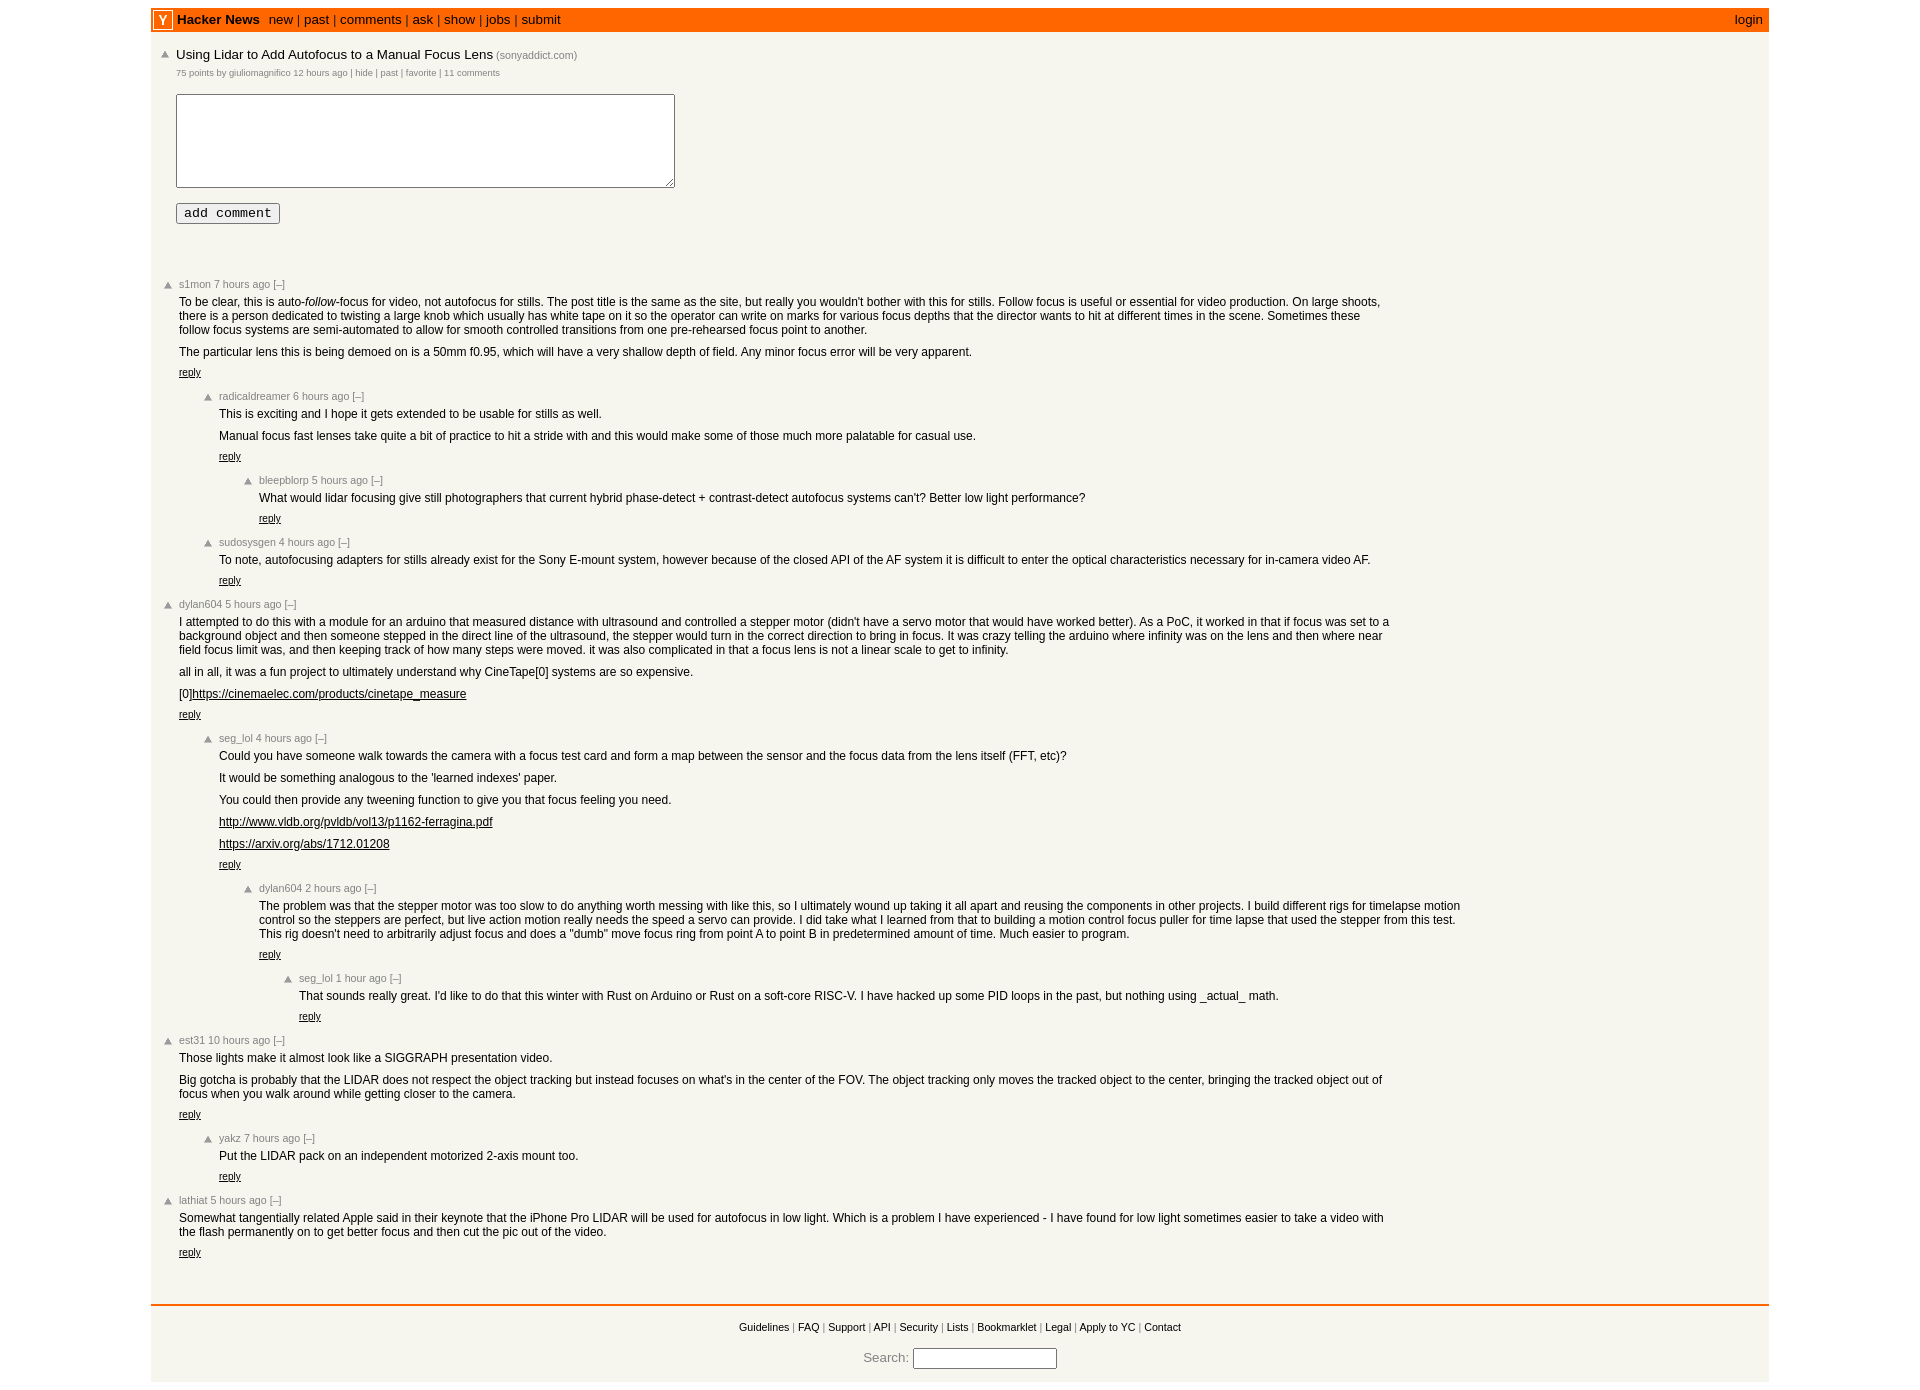 Y Hacker News new | past | comments | ask | show | jobs | submit login
Using Lidar to Add Autofocus to a Manual Focus Lens (sonyaddict.com)
75 points by giuliomagnifico 12 hours ago | hide | past | favorite | 11 comments
add comment
s1mon 7 hours ago [–]
To be clear, this is auto-follow-focus for video, not autofocus for stills. The post title is the same as the site, but really you wouldn't bother with this for stills. Follow focus is useful or essential for video production. On large shoots,
there is a person dedicated to twisting a large knob which usually has white tape on it so the operator can write on marks for various focus depths that the director wants to hit at different times in the scene. Sometimes these
follow focus systems are semi-automated to allow for smooth controlled transitions from one pre-rehearsed focus point to another.
The particular lens this is being demoed on is a 50mm f0.95, which will have a very shallow depth of field. Any minor focus error will be very apparent.
reply
radicaldreamer 6 hours ago [–]
This is exciting and I hope it gets extended to be usable for stills as well.
Manual focus fast lenses take quite a bit of practice to hit a stride with and this would make some of those much more palatable for casual use.
reply
bleepblorp 5 hours ago [–]
What would lidar focusing give still photographers that current hybrid phase-detect + contrast-detect autofocus systems can't? Better low light performance?
reply
sudosysgen 4 hours ago [–]
To note, autofocusing adapters for stills already exist for the Sony E-mount system, however because of the closed API of the AF system it is difficult to enter the optical characteristics necessary for in-camera video AF.
reply
dylan604 5 hours ago [–]
I attempted to do this with a module for an arduino that measured distance with ultrasound and controlled a stepper motor (didn't have a servo motor that would have worked better). As a PoC, it worked in that if focus was set to a
background object and then someone stepped in the direct line of the ultrasound, the stepper would turn in the correct direction to bring in focus. It was crazy telling the arduino where infinity was on the lens and then where near
field focus limit was, and then keeping track of how many steps were moved. it was also complicated in that a focus lens is not a linear scale to get to infinity.
all in all, it was a fun project to ultimately understand why CineTape[0] systems are so expensive.
[0]https://cinemaelec.com/products/cinetape_measure
reply
seg_lol 4 hours ago [–]
Could you have someone walk towards the camera with a focus test card and form a map between the sensor and the focus data from the lens itself (FFT, etc)?
It would be something analogous to the 'learned indexes' paper.
You could then provide any tweening function to give you that focus feeling you need.
http://www.vldb.org/pvldb/vol13/p1162-ferragina.pdf
https://arxiv.org/abs/1712.01208
reply
dylan604 2 hours ago [–]
The problem was that the stepper motor was too slow to do anything worth messing with like this, so I ultimately wound up taking it all apart and reusing the components in other projects. I build different rigs for timelapse motion
control so the steppers are perfect, but live action motion really needs the speed a servo can provide. I did take what I learned from that to building a motion control focus puller for time lapse that used the stepper from this test.
This rig doesn't need to arbitrarily adjust focus and does a "dumb" move focus ring from point A to point B in predetermined amount of time. Much easier to program.
reply
seg_lol 1 hour ago [–]
That sounds really great. I'd like to do that this winter with Rust on Arduino or Rust on a soft-core RISC-V. I have hacked up some PID loops in the past, but nothing using _actual_ math.
reply
est31 10 hours ago [–]
Those lights make it almost look like a SIGGRAPH presentation video.
Big gotcha is probably that the LIDAR does not respect the object tracking but instead focuses on what's in the center of the FOV. The object tracking only moves the tracked object to the center, bringing the tracked object out of
focus when you walk around while getting closer to the camera.
reply
yakz 7 hours ago [–]
Put the LIDAR pack on an independent motorized 2-axis mount too.
reply
lathiat 5 hours ago [–]
Somewhat tangentially related Apple said in their keynote that the iPhone Pro LIDAR will be used for autofocus in low light. Which is a problem I have experienced - I have found for low light sometimes easier to take a video with
the flash permanently on to get better focus and then cut the pic out of the video.
reply
Guidelines | FAQ | Support | API | Security | Lists | Bookmarklet | Legal | Apply to YC | Contact
Search: